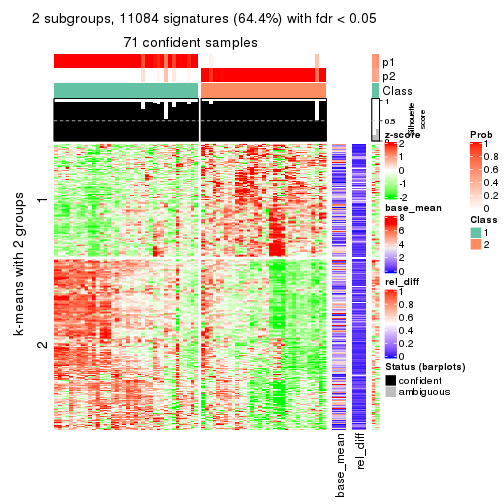 2 subgroups, 11084 signatures (64.4%) with fdr < 0.05
71 confident samples
p1
p2
Class
1
0.5
0
Silhouette
score
k-means with 2 groups
1
2
base_mean
rel_diff
z-score
2
1
0
-1
-2
base_mean
8
6
4
2
0
rel_diff
1
0.8
0.6
0.4
0.2
0
Status (barplots)
confident
ambiguous
Prob
1
0.8
0.6
0.4
0.2
0
Class
1
2